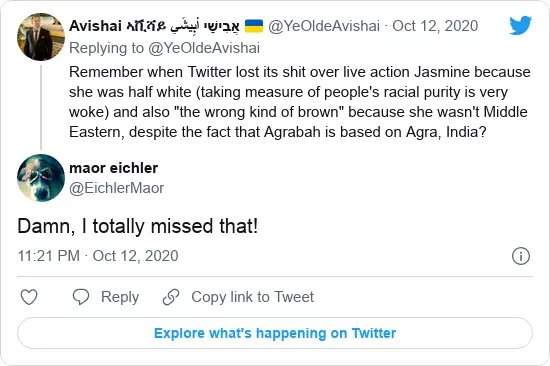 Avishai አቪሻይ أَبِيشَي אֲבִישַׁי 🇺🇦 @YeOldeAvishai · Oct 12, 2020
Replying to @YeOldeAvishai
Remember when Twitter lost its shit over live action Jasmine because
she was half white (taking measure of people's racial purity is very
woke) and also "the wrong kind of brown" because she wasn't Middle
Eastern, despite the fact that Agrabah is based on Agra, India?
maor eichler
@EichlerMaor
Damn, I totally missed that!
11:21 PM · Oct 12, 2020
Reply
Copy link to Tweet
Explore what's happening on Twitter